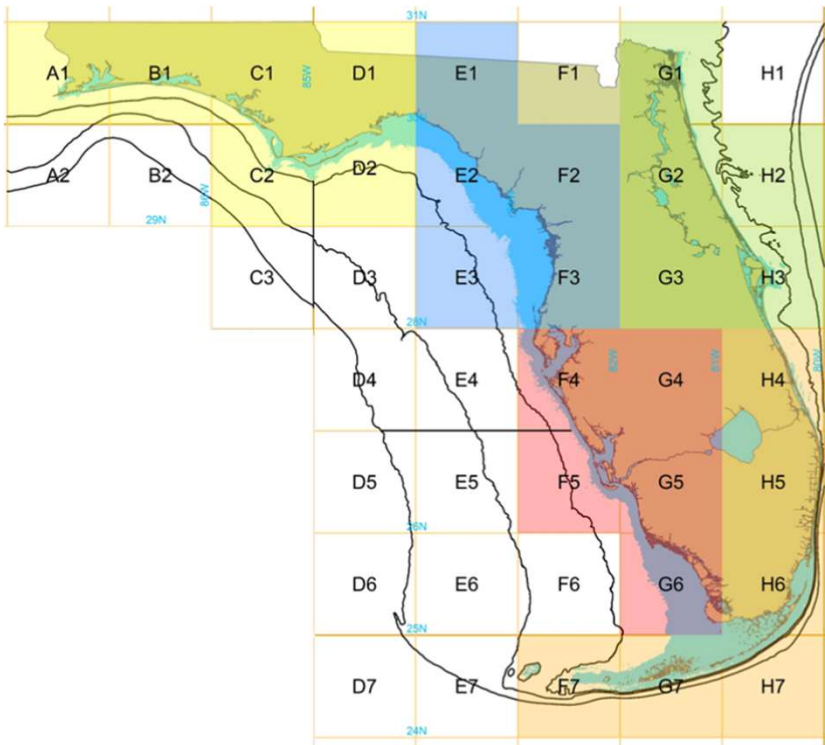 31N
A1 B1 C1 85W D1 E1 F1 G1 H1
30N
A2 B2 86W C2 D2 E2 F2 G2 H2
29N
C3 D3 E3 F3 G3 H3
28N
D4 E4 F4 82W G4 81W H4 80W
D5 E5 F5 G5 H5
26N
D6 E6 F6 G6 H6
25N
D7 E7 F7 G7 H7
24N